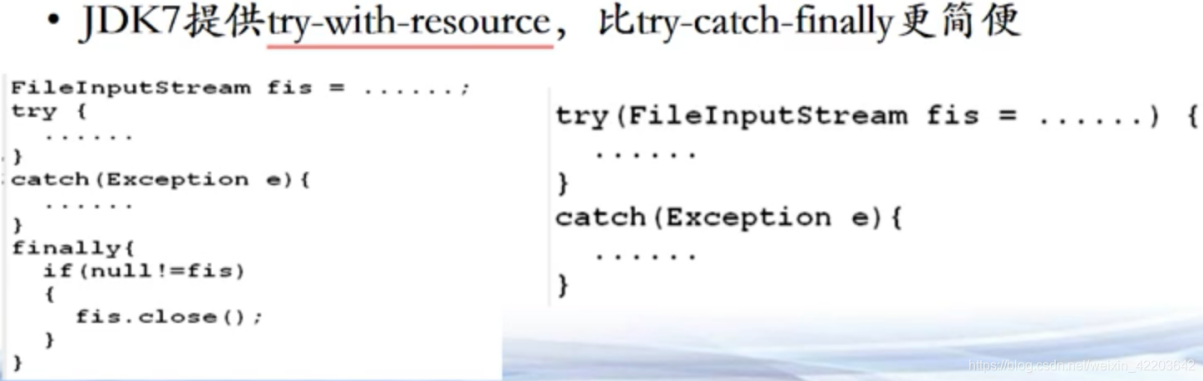 • JDK7提供try-with-resource，比try-catch-finally更简便
FileInputStream fis = ......;
try {
......
}
catch(Exception e){
......
}
finally{
if(null!=fis)
{
fis.close();
}
}
try(FileInputStream fis = ......) {
......
}
catch(Exception e){
......
}
https://blog.csdn.net/weixin_42203642